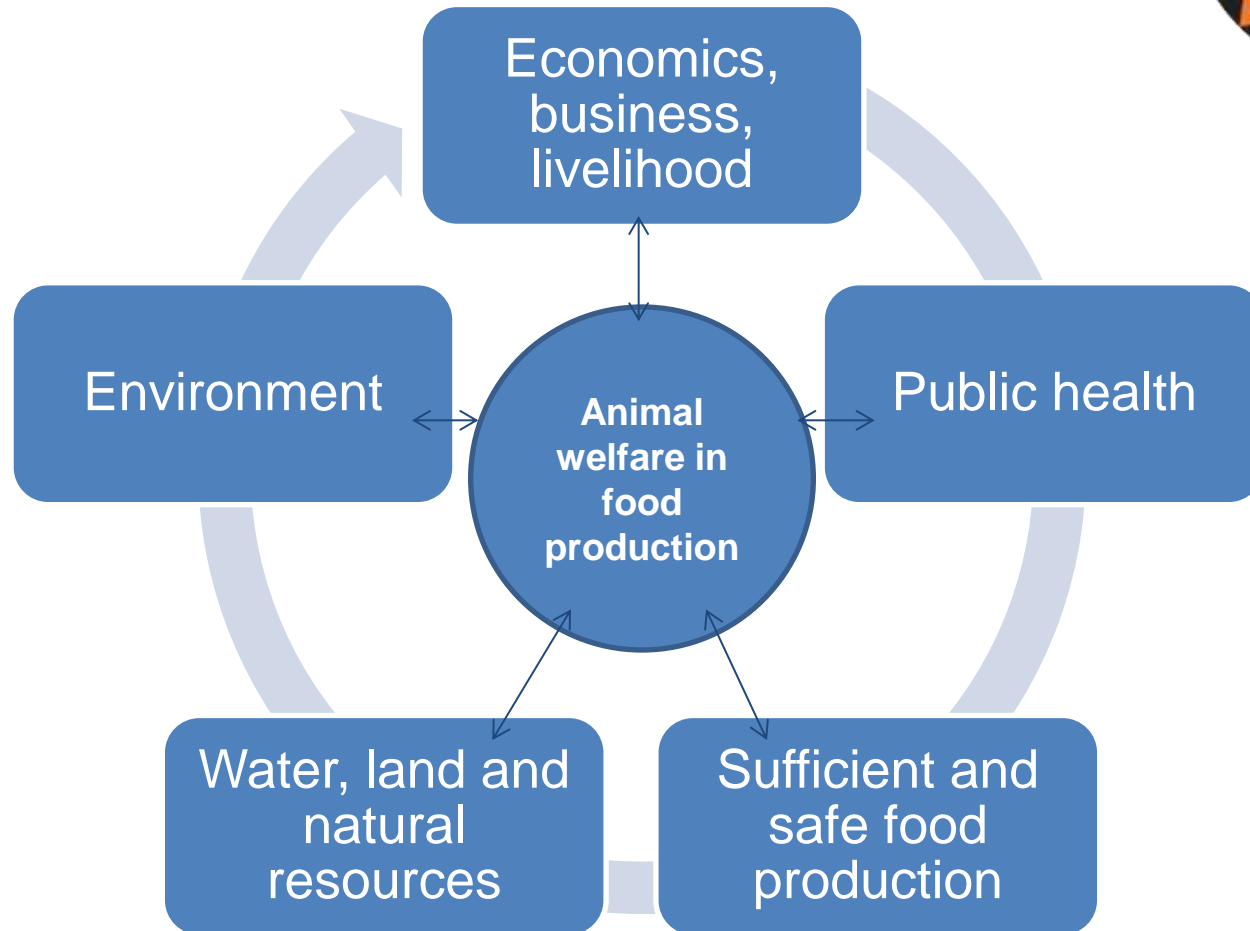 Economics,
business,
livelihood
Environment
Public health
Animal
welfare in
food
production
Water, land and
natural
resources
Sufficient and
safe food
production